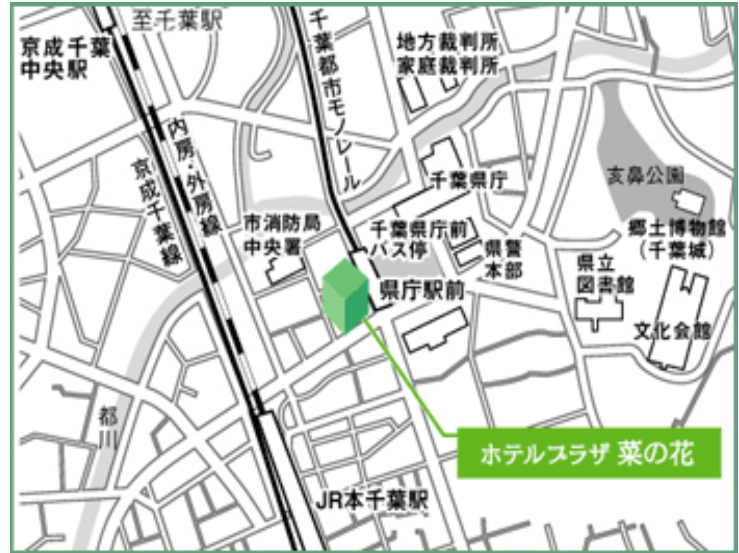 至千葉駅
京成千葉
中央駅
千葉都市モノレール
地方裁判所
家庭裁判所
内房・外房線
京成千葉線
千葉県庁
亥鼻公園
市消防局
中央署
千葉県庁前
バス停
県警
本部
郷土博物館
(千葉城)
県立
図書館
県庁駅前
文化会館
都川
ホテルプラザ 菜の花
JR本千葉駅